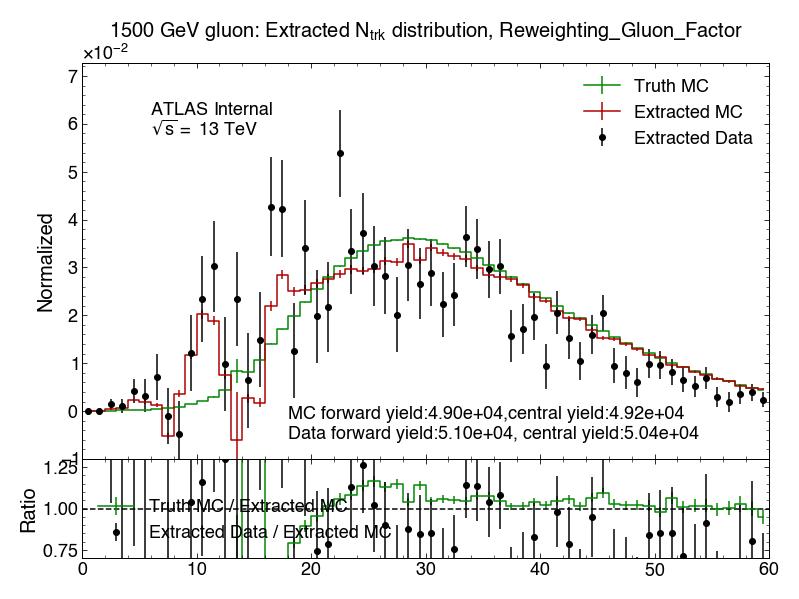 1500 GeV gluon: Extracted Ntrk distribution, Reweighting_Gluon_Factor
×10−2
7
6
5
4
3
2
1
0
1
Normalized
ATLAS Internal
√s = 13 TeV
Truth MC
Extracted MC
Extracted Data
MC forward yield:4.90e+04,central yield:4.92e+04
Data forward yield:5.10e+04, central yield:5.04e+04
1.25
1.00
0.75
Ratio
Truth MC / Extracted MC
Extracted Data / Extracted MC
0 10 20 30 40 50 60